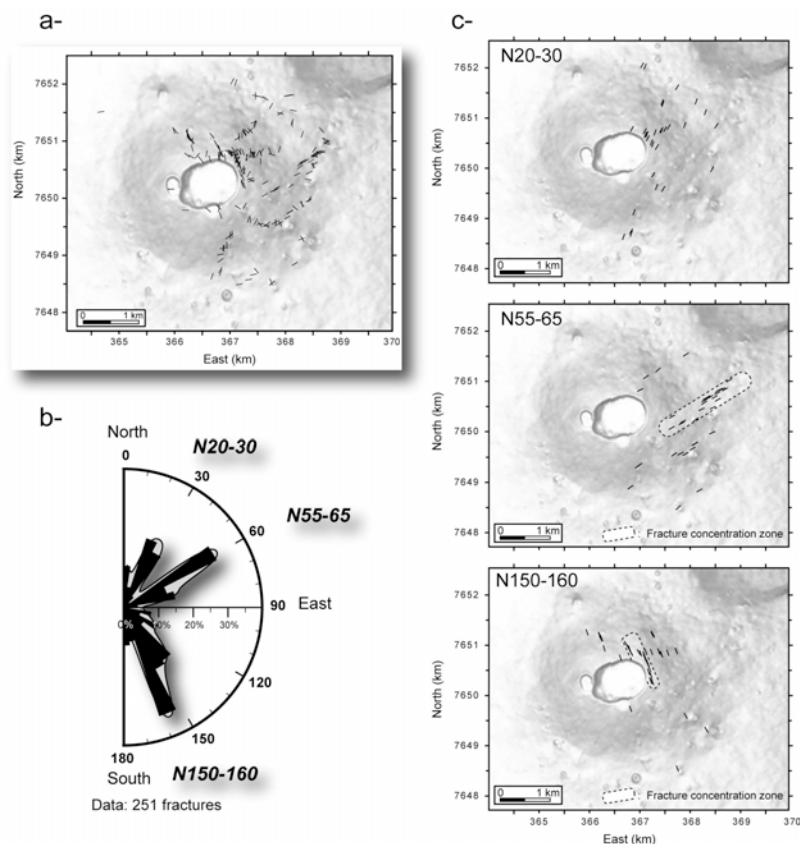 a-
7652
7651
7650
7649
7648
North (km)
0 1 km
365 366 367 368 369 370
East (km)
b-
North
0
N20-30
30
N55-65
60
90 East
0% 10% 20% 30%
120
150
N150-160
180
South
Data: 251 fractures
c-
N20-30
7652
7651
7650
7649
7648
North (km)
0 1 km
N55-65
7652
7651
7650
7649
7648
North (km)
0 1 km
: Fracture concentration zone
N150-160
7652
7651
7650
7649
7648
North (km)
0 1 km
: Fracture concentration zone
365 366 367 368 369 370
East (km)